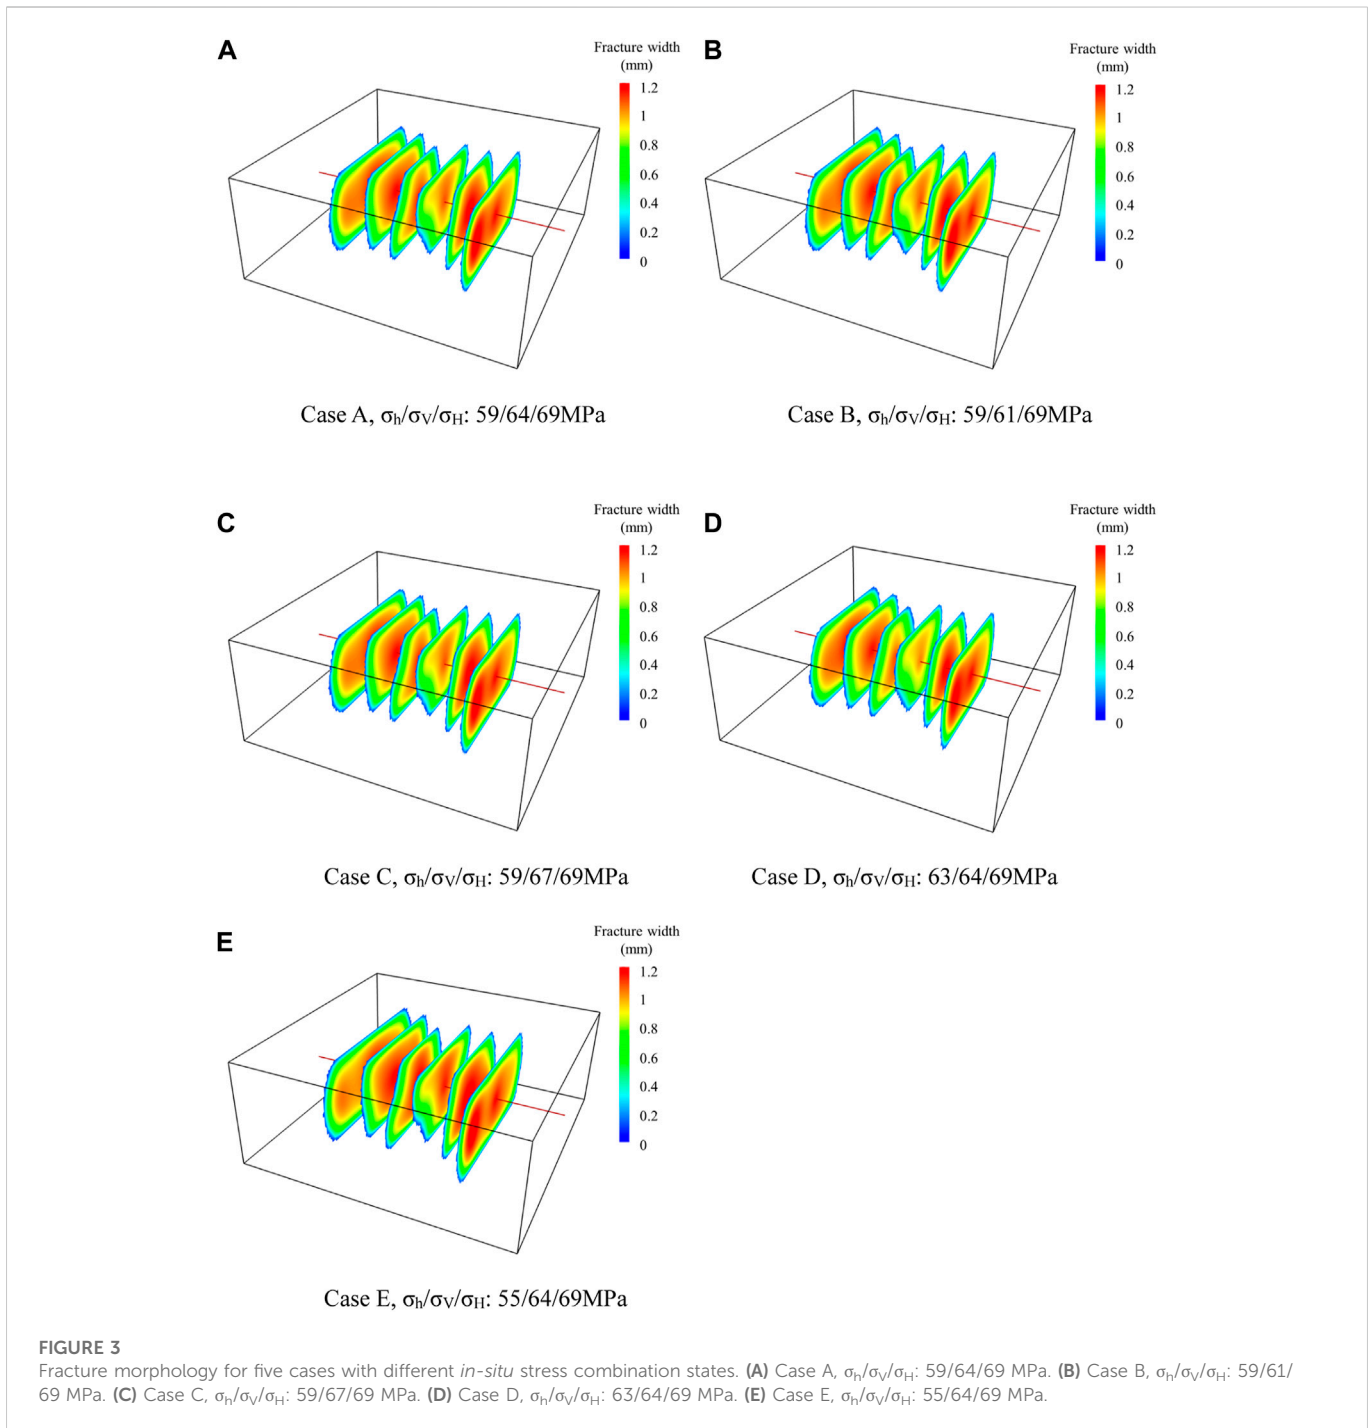 A
Fracture width
(mm)
1.2
1
0.8
0.6
0.4
0.2
0
Case A, σh/σV/σH: 59/64/69MPa
B
Fracture width
(mm)
1.2
1
0.8
0.6
0.4
0.2
0
Case B, σh/σV/σH: 59/61/69MPa
C
Fracture width
(mm)
1.2
1
0.8
0.6
0.4
0.2
0
Case C, σh/σV/σH: 59/67/69MPa
D
Fracture width
(mm)
1.2
1
0.8
0.6
0.4
0.2
0
Case D, σh/σV/σH: 63/64/69MPa
E
Fracture width
(mm)
1.2
1
0.8
0.6
0.4
0.2
0
Case E, σh/σV/σH: 55/64/69MPa
FIGURE 3
Fracture morphology for five cases with different in-situ stress combination states. (A) Case A, σh/σV/σH: 59/64/69 MPa. (B) Case B, σh/σV/σH: 59/61/
69 MPa. (C) Case C, σh/σV/σH: 59/67/69 MPa. (D) Case D, σh/σV/σH: 63/64/69 MPa. (E) Case E, σh/σV/σH: 55/64/69 MPa.